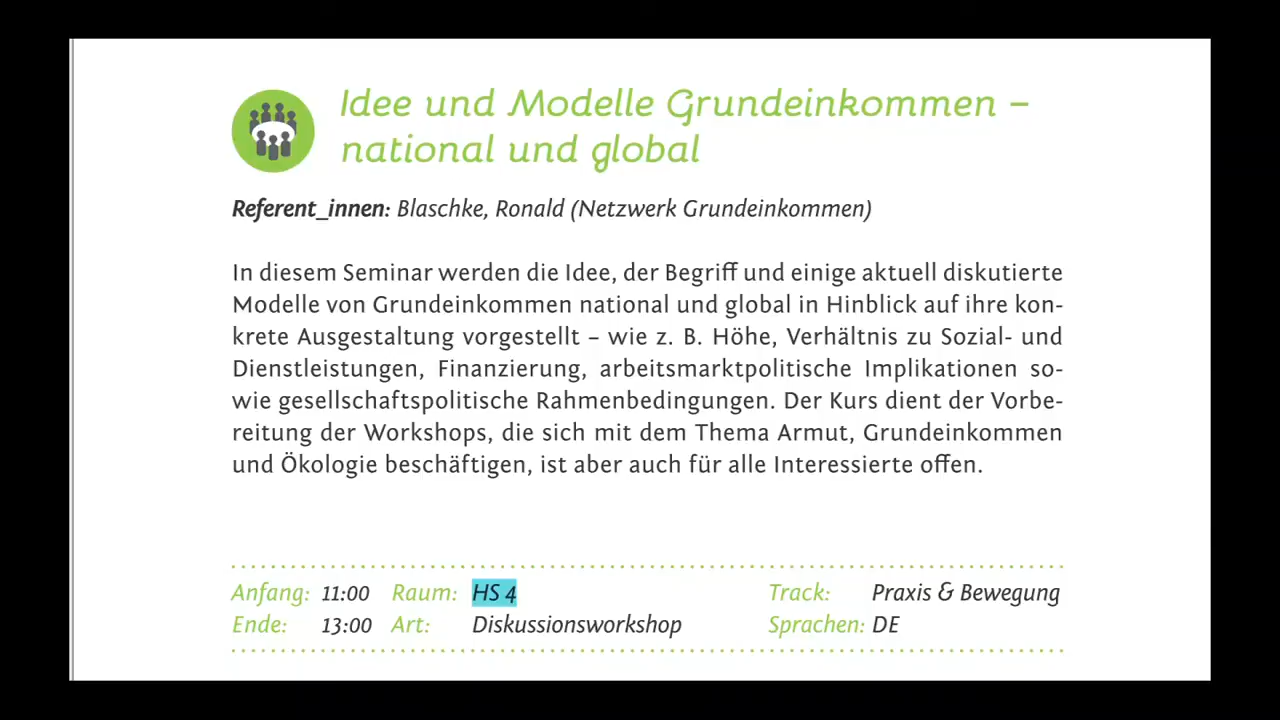 Idee und Modelle Grundeinkommen –
national und global
Referent_innen: Blaschke, Ronald (Netzwerk Grundeinkommen)
In diesem Seminar werden die Idee, der Begriff und einige aktuell diskutierte
Modelle von Grundeinkommen national und global in Hinblick auf ihre kon-
krete Ausgestaltung vorgestellt – wie z. B. Höhe, Verhältnis zu Sozial- und
Dienstleistungen, Finanzierung, arbeitsmarktpolitische Implikationen so-
wie gesellschaftspolitische Rahmenbedingungen. Der Kurs dient der Vorbe-
reitung der Workshops, die sich mit dem Thema Armut, Grundeinkommen
und Ökologie beschäftigen, ist aber auch für alle Interessierte offen.
Anfang: 11:00 Raum: HS 4 Track: Praxis & Bewegung
Ende: 13:00 Art: Diskussionsworkshop Sprachen: DE